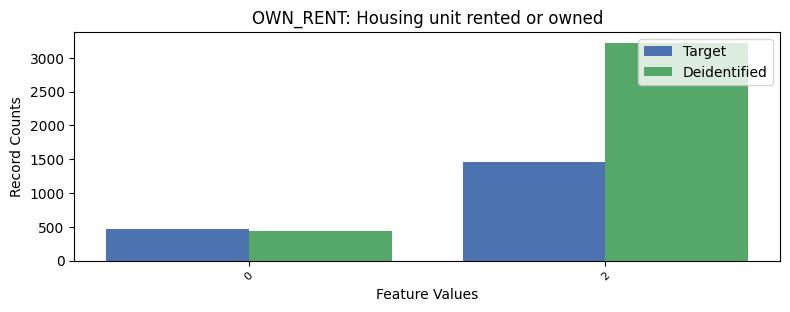 OWN_RENT: Housing unit rented or owned
Target
Deidentified
Record Counts
3000
2500
2000
1500
1000
500
0
0
2
Feature Values